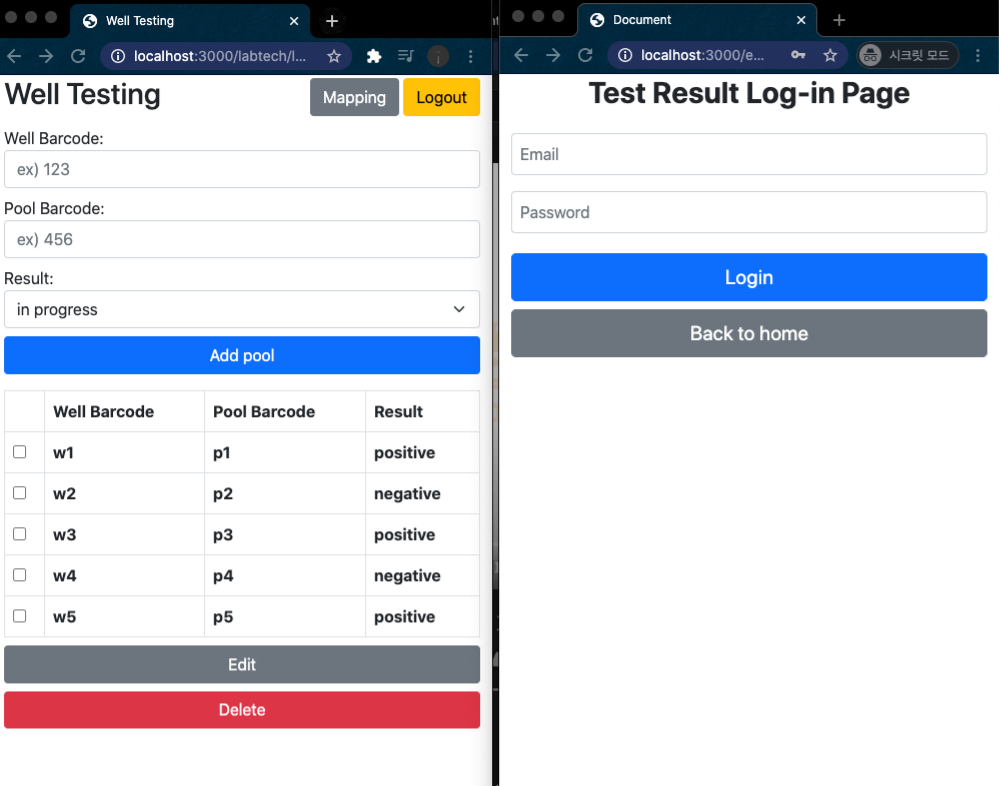 Well Testing
localhost:3000/labtech/l...
Well Testing
Mapping
Logout
Well Barcode:
ex) 123
Pool Barcode:
ex) 456
Result:
in progress
Add pool
Well Barcode Pool Barcode Result
w1 p1 positive
w2 p2 negative
w3 p3 positive
w4 p4 negative
w5 p5 positive
Edit
Delete
Document
localhost:3000/e...
시크릿 모드
Test Result Log-in Page
Email
Password
Login
Back to home